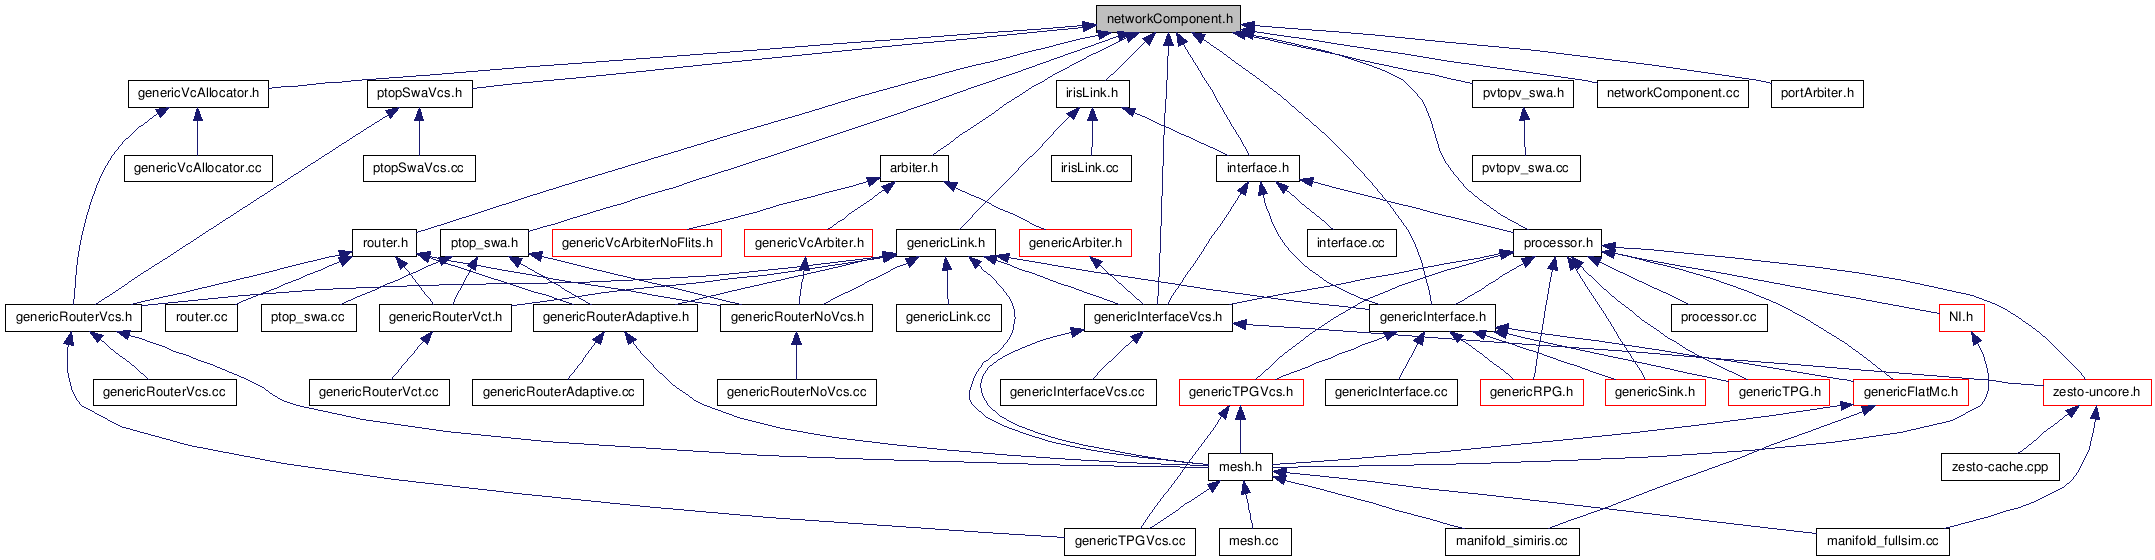 networkComponent.h
genericVcAllocator.h
ptopSwaVcs.h
irisLink.h
pvtopv_swa.h
networkComponent.cc
portArbiter.h
genericVcAllocator.cc
ptopSwaVcs.cc
arbiter.h
irisLink.cc
interface.h
pvtopv_swa.cc
router.h
ptop_swa.h
genericVcArbiterNoFlits.h
genericVcArbiter.h
genericLink.h
genericArbiter.h
interface.cc
processor.h
genericRouterVcs.h
router.cc
ptop_swa.cc
genericRouterVct.h
genericRouterAdaptive.h
genericRouterNoVcs.h
genericLink.cc
genericInterfaceVcs.h
genericInterface.h
processor.cc
NI.h
genericRouterVcs.cc
genericRouterVct.cc
genericRouterAdaptive.cc
genericRouterNoVcs.cc
genericInterfaceVcs.cc
genericTPGVcs.h
genericInterface.cc
genericRPG.h
genericSink.h
genericTPG.h
genericFlatMc.h
zesto-uncore.h
mesh.h
zesto-cache.cpp
genericTPGVcs.cc
mesh.cc
manifold_simiris.cc
manifold_fullsim.cc